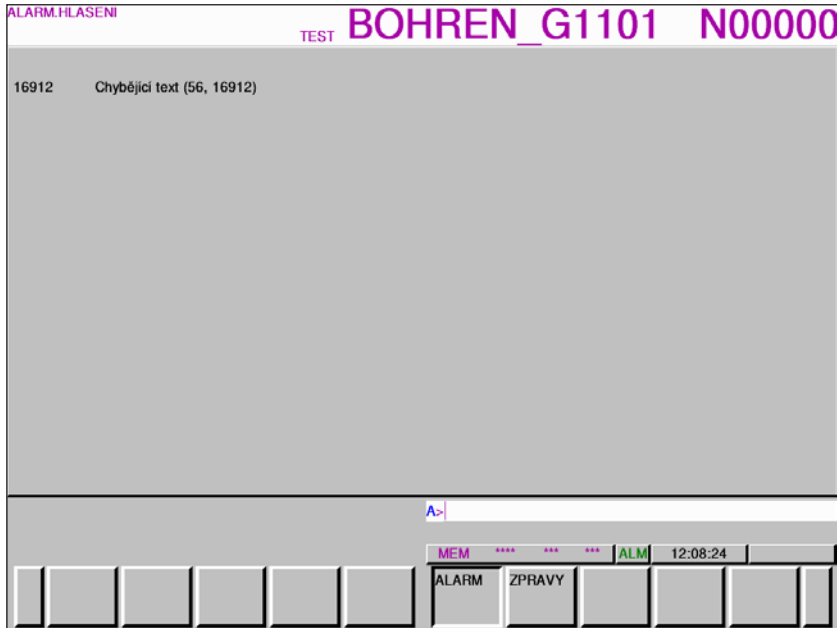 ALARM.HLASENI
TEST BOHREN_G1101 N00000
16912 Chybějící text (56, 16912)
A>
MEM **** *** *** ALM 12:08:24
ALARM ZPRAVY